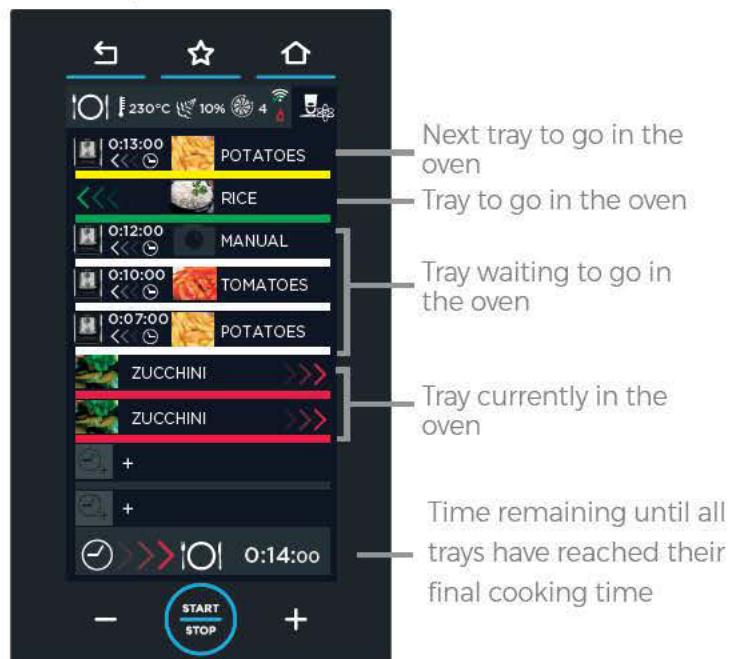 230°C 10% 4
0:13:00 POTATOES
RICE
0:12:00 MANUAL
0:10:00 TOMATOES
0:07:00 POTATOES
ZUCCHINI
ZUCCHINI
+
+
0:14:00
− START STOP +
Next tray to go in the
oven
Tray to go in the oven
Tray waiting to go in
the oven
Tray currently in the
oven
Time remaining until all
trays have reached their
final cooking time